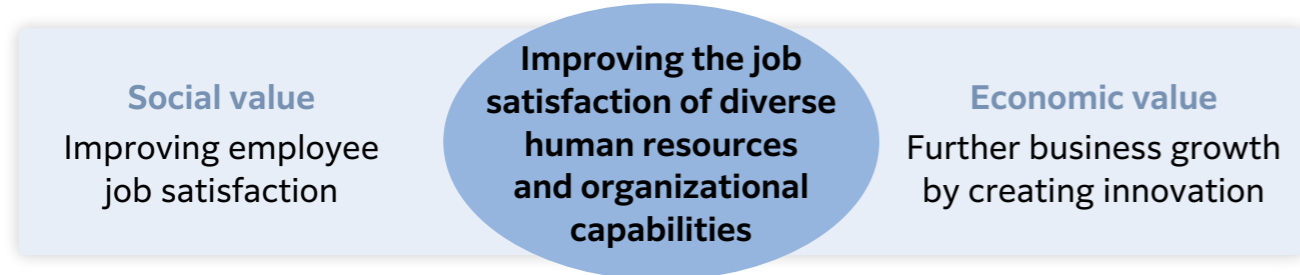 Social value
Improving employee
job satisfaction
Improving the job
satisfaction of diverse
human resources
and organizational
capabilities
Economic value
Further business growth
by creating innovation